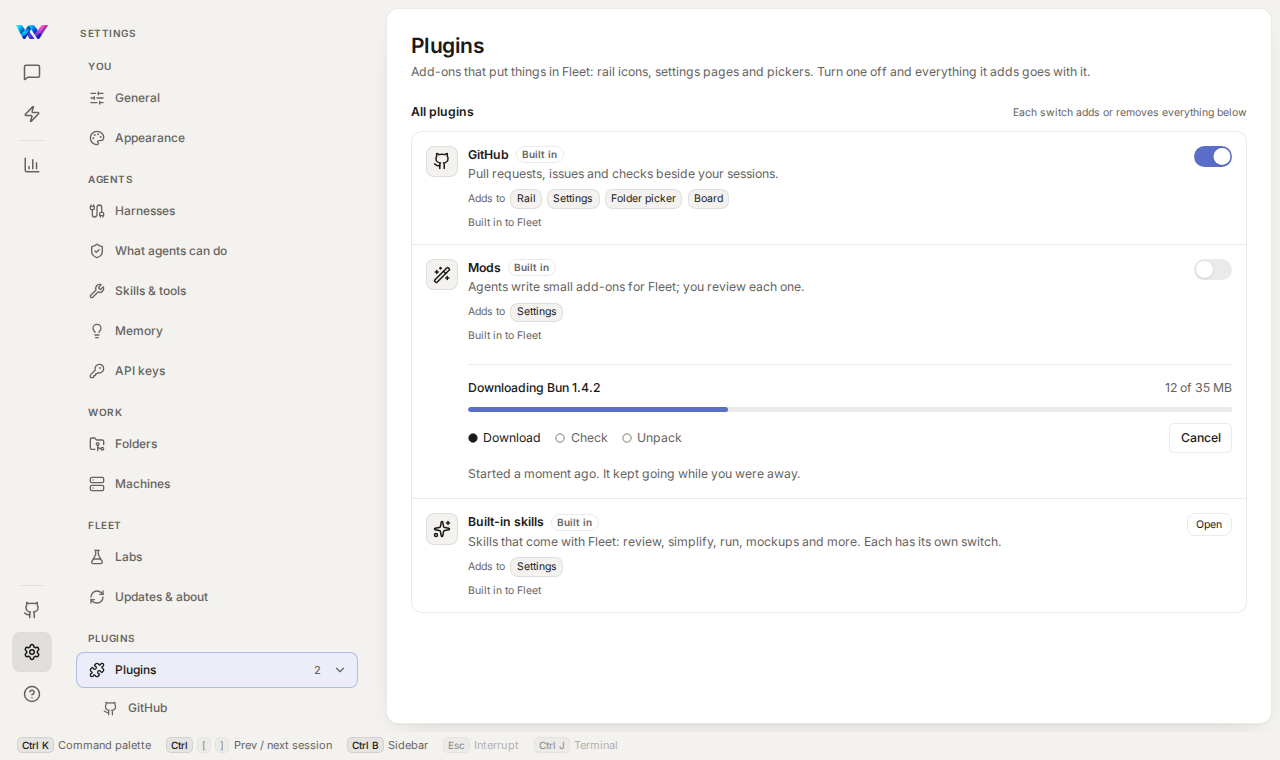 SETTINGS
YOU
General
Appearance
AGENTS
Harnesses
What agents can do
Skills & tools
Memory
API keys
WORK
Folders
Machines
FLEET
Labs
Updates & about
PLUGINS
Plugins 2
GitHub
Plugins
Add-ons that put things in Fleet: rail icons, settings pages and pickers. Turn one off and everything it adds goes with it.
All plugins Each switch adds or removes everything below
GitHub Built in
Pull requests, issues and checks beside your sessions.
Adds to Rail Settings Folder picker Board
Built in to Fleet
Mods Built in
Agents write small add-ons for Fleet; you review each one.
Adds to Settings
Built in to Fleet
Downloading Bun 1.4.2 12 of 35 MB
Download Check Unpack Cancel
Started a moment ago. It kept going while you were away.
Built-in skills Built in Open
Skills that come with Fleet: review, simplify, run, mockups and more. Each has its own switch.
Adds to Settings
Built in to Fleet
Ctrl K Command palette Ctrl [ ] Prev / next session Ctrl B Sidebar Esc Interrupt Ctrl J Terminal